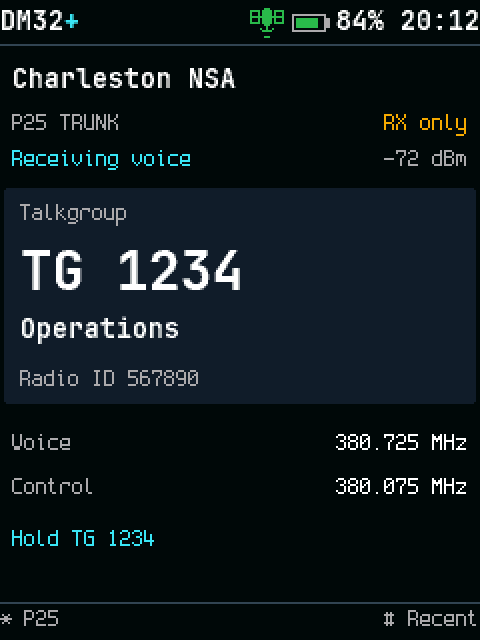 DM32+ 84% 20:12
Charleston NSA
P25 TRUNK RX only
Receiving voice -72 dBm
Talkgroup
TG 1234
Operations
Radio ID 567890
Voice 380.725 MHz
Control 380.075 MHz
Hold TG 1234
* P25 # Recent